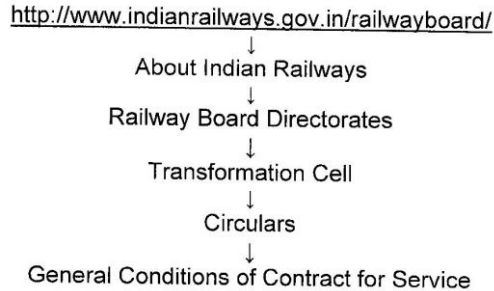 http://www.indianrailways.gov.in/railwayboard/
↓
About Indian Railways
↓
Railway Board Directorates
↓
Transformation Cell
↓
Circulars
↓
General Conditions of Contract for Service